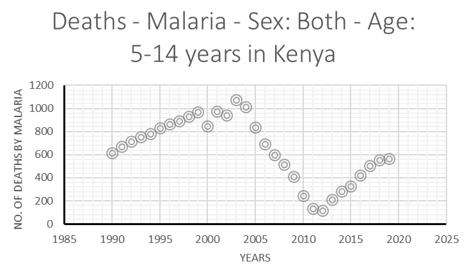 Deaths - Malaria - Sex: Both - Age:
5-14 years in Kenya
NO. OF DEATHS BY MALARIA
1200
1000
800
600
400
200
0
1985 1990 1995 2000 2005 2010 2015 2020 2025
YEARS